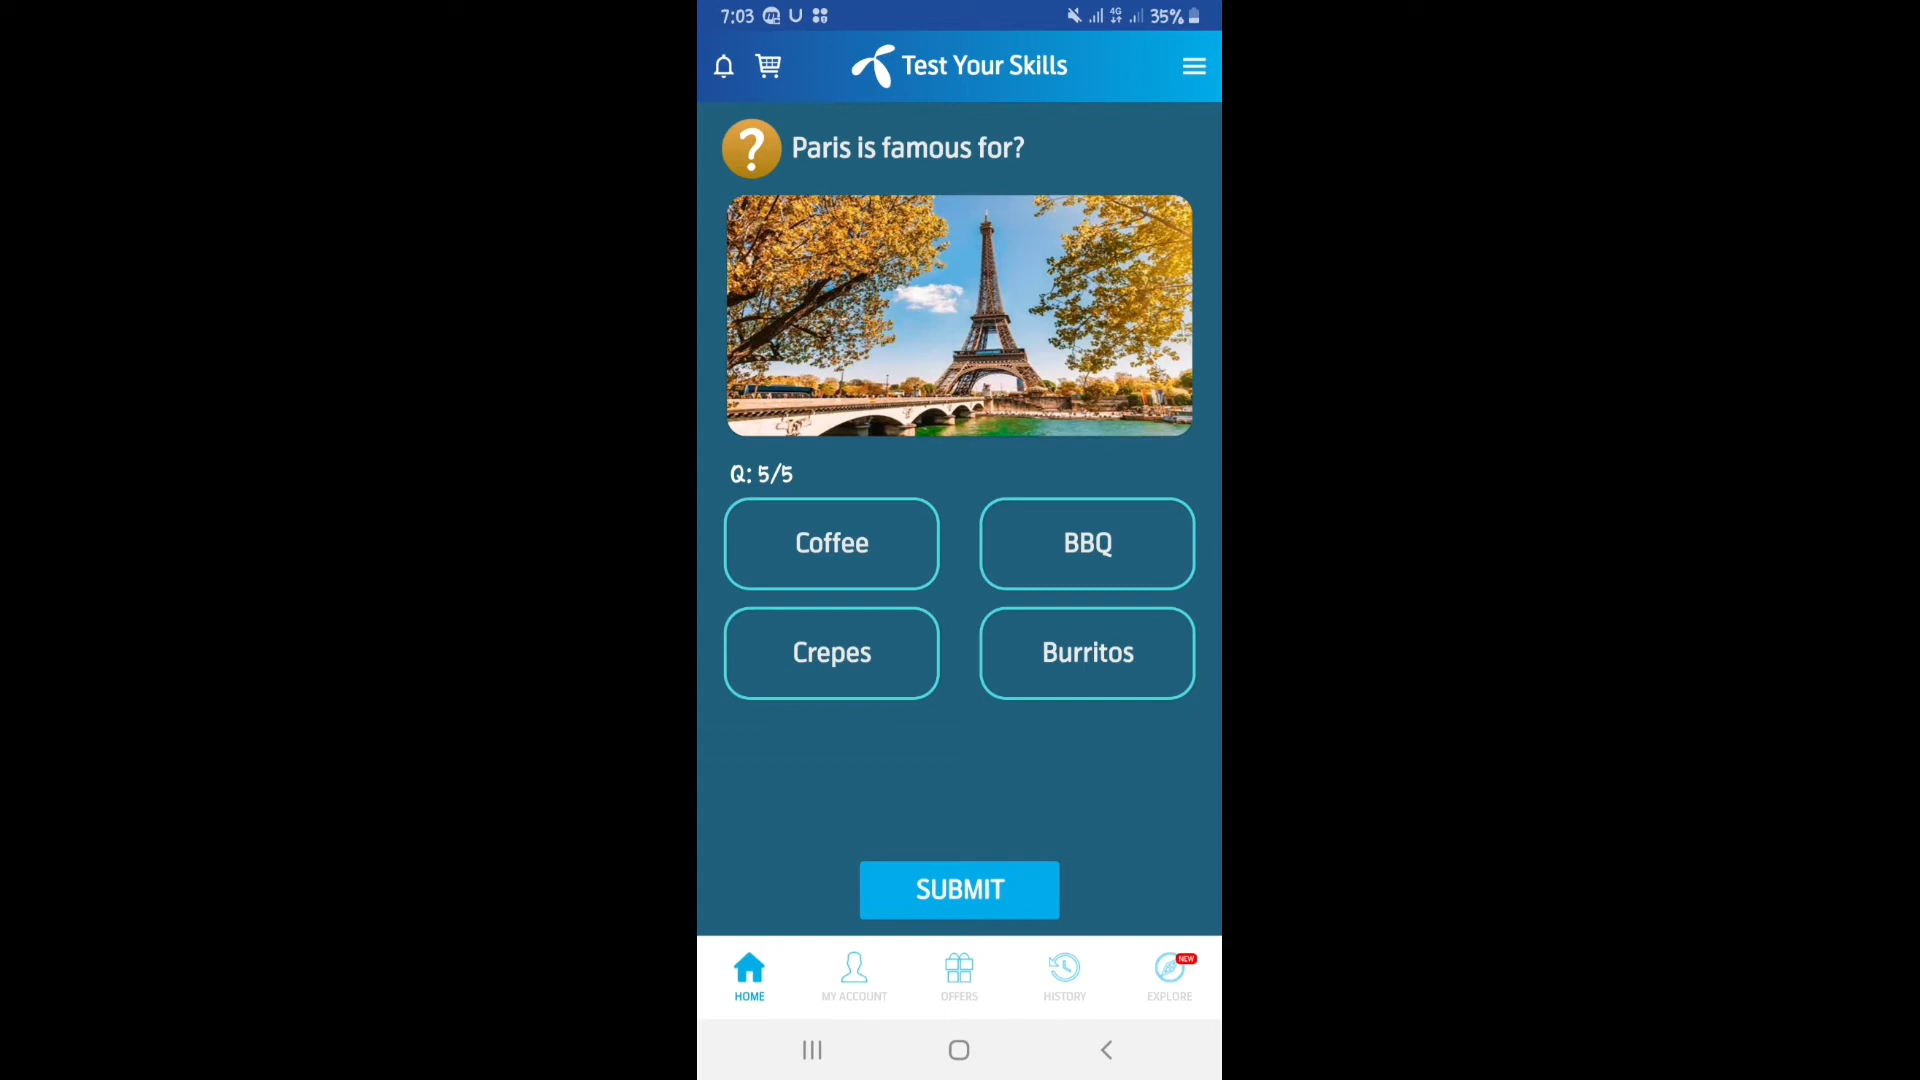 7:03 U 4G 35%
Test Your Skills
? Paris is famous for?
Q: 5/5
Coffee BBQ
Crepes Burritos
SUBMIT
NEW
HOME MY ACCOUNT OFFERS HISTORY EXPLORE